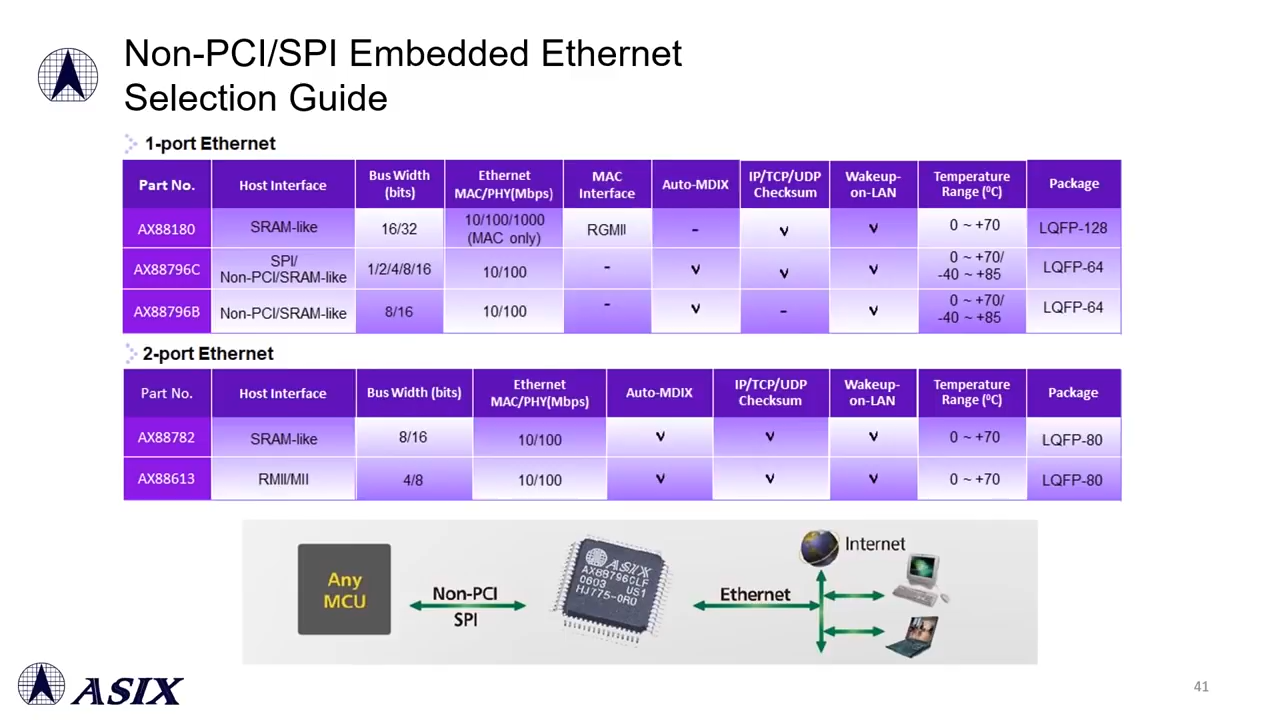 Non-PCI/SPI Embedded Ethernet
Selection Guide
1-port Ethernet
Part No. Host Interface Bus Width (bits) Ethernet MAC/PHY(Mbps) MAC Interface Auto-MDIX IP/TCP/UDP Checksum Wakeup-on-LAN Temperature Range (⁰C) Package
AX88180 SRAM-like 16/32 10/100/1000 (MAC only) RGMII - v v 0 ~ +70 LQFP-128
AX88796C SPI/ Non-PCI/SRAM-like 1/2/4/8/16 10/100 - v v v 0 ~ +70/ -40 ~ +85 LQFP-64
AX88796B Non-PCI/SRAM-like 8/16 10/100 - v - v 0 ~ +70/ -40 ~ +85 LQFP-64
2-port Ethernet
Part No. Host Interface Bus Width (bits) Ethernet MAC/PHY(Mbps) Auto-MDIX IP/TCP/UDP Checksum Wakeup-on-LAN Temperature Range (⁰C) Package
AX88782 SRAM-like 8/16 10/100 v v v 0 ~ +70 LQFP-80
AX88613 RMII/MII 4/8 10/100 v v v 0 ~ +70 LQFP-80
Any
MCU
Non-PCI
SPI
ASIX
AX88796CLF
0603 US1
HJ775-0R0
Ethernet
Internet
ASIX
41